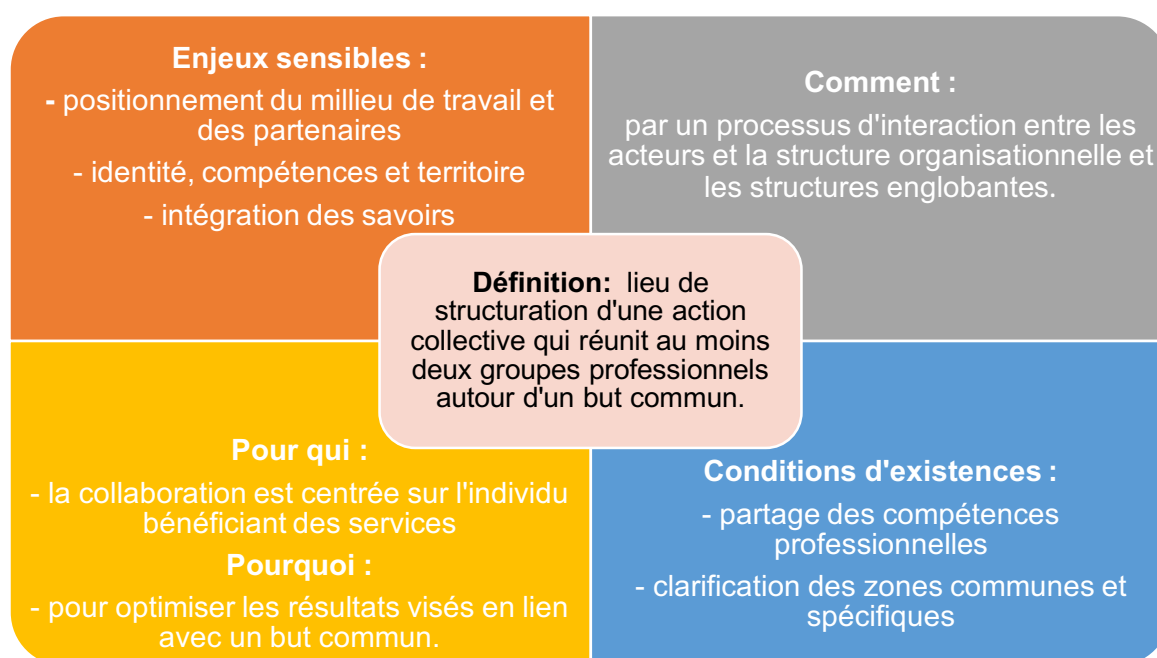 Enjeux sensibles :
- positionnement du millieu de travail et
des partenaires
- identité, compétences et territoire
- intégration des savoirs
Comment :
par un processus d'interaction entre les
acteurs et la structure organisationnelle et
les structures englobantes.
Définition: lieu de
structuration d'une action
collective qui réunit au moins
deux groupes professionnels
autour d'un but commun.
Pour qui :
- la collaboration est centrée sur l'individu
bénéficiant des services
Pourquoi :
- pour optimiser les résultats visés en lien
avec un but commun.
Conditions d'existences :
- partage des compétences
professionnelles
- clarification des zones communes et
spécifiques